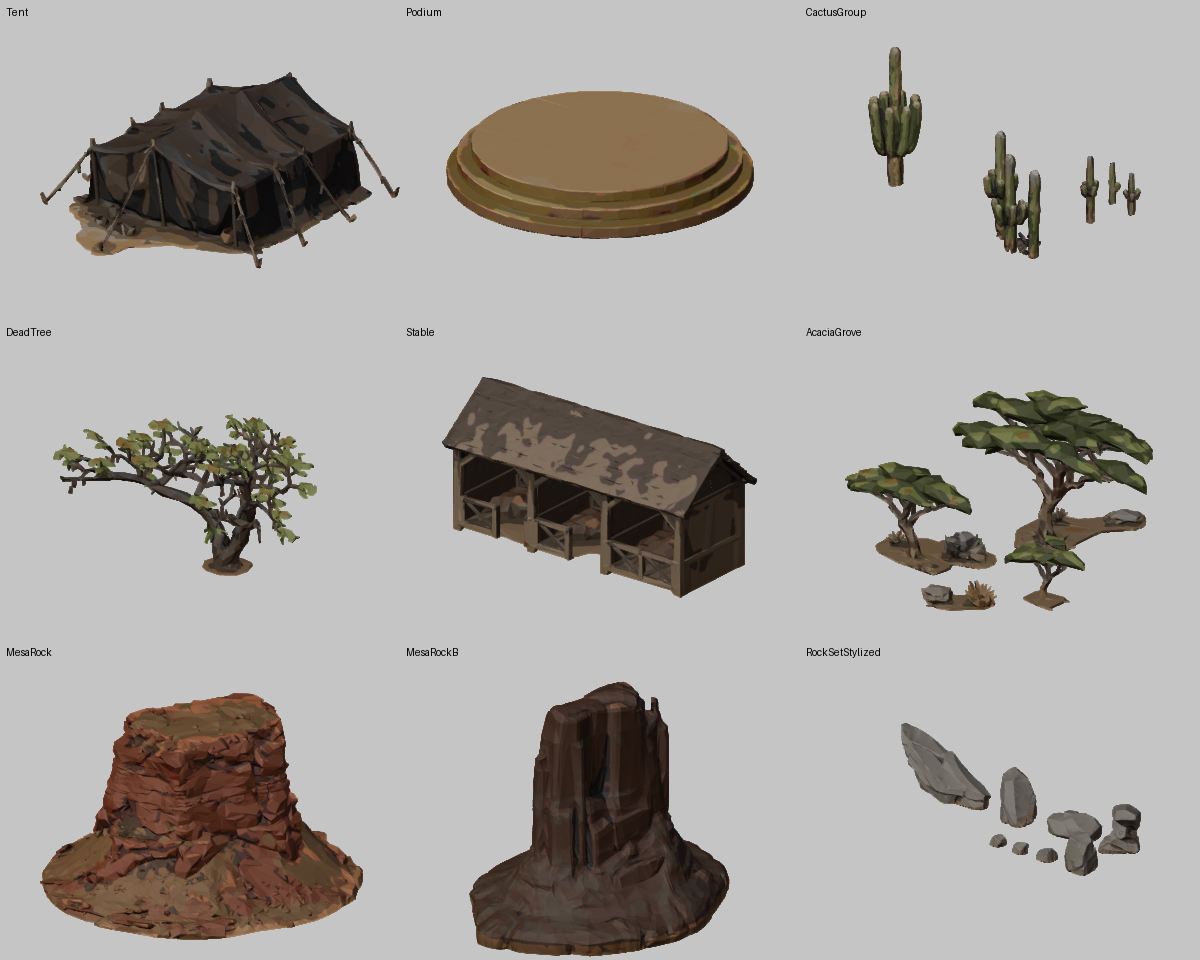 Tent
Podium
CactusGroup
DeadTree
Stable
AcaciaGrove
MesaRock
MesaRockB
RockSetStylized